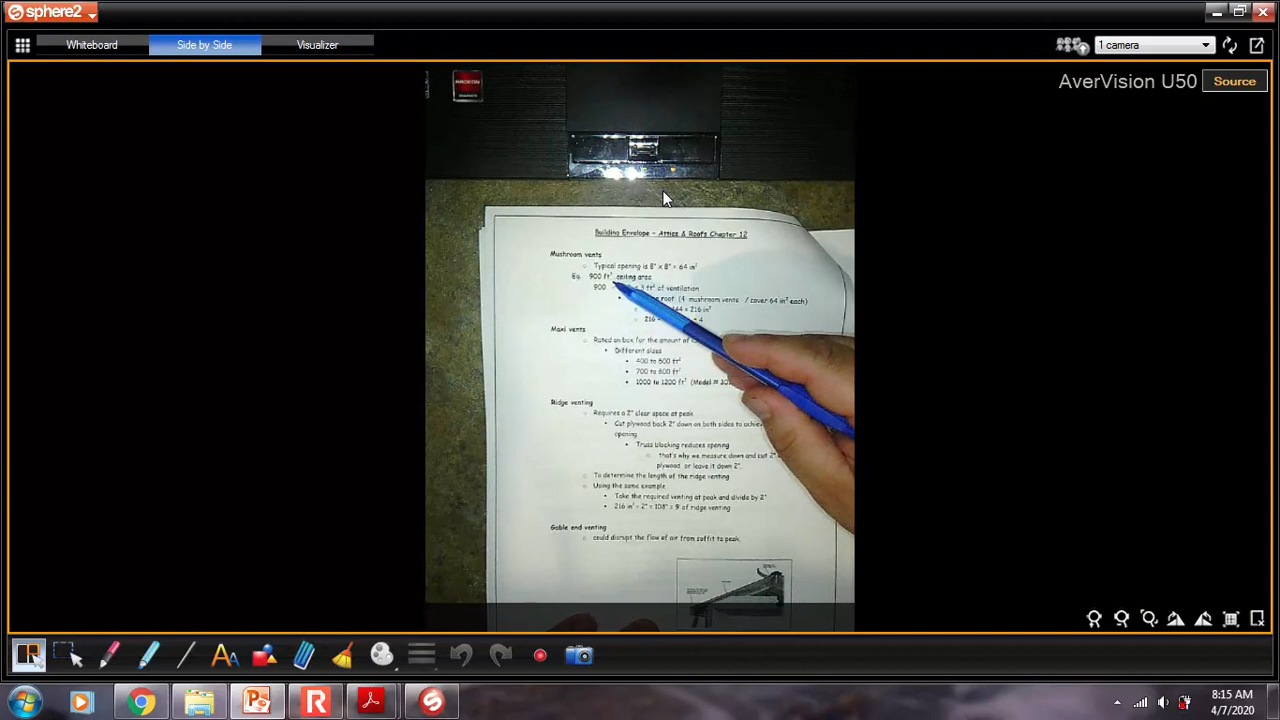 sphere2
Whiteboard
Side by Side
Visualizer
1 camera
AverVision U50
Source
Building Envelope – Attics & Roofs Chapter 12
Mushroom vents
Typical opening is 8" x 8" = 64 in²
Eg. 900 ft² ceiling area
900 = 3 ft² of ventilation
roof. (4 mushroom vents / cover 64 in² each)
144 = 216 in²
216 = 4
Maxi vents
Rated on box for the amount of
Different sizes
400 to 500 ft²
700 to 800 ft²
1000 to 1200 ft² (Model # 301
Ridge venting
Requires a 2" clear space at peak
Cut plywood back 2" down on both sides to achieve
opening
Truss blocking reduces opening
that's why we measure down and cut 2"
plywood, or leave it down 2".
To determine the length of the ridge venting
Using the same example
Take the required venting at peak and divide by 2"
216 in² ÷ 2" = 108" = 9' of ridge venting
Gable end venting
could disrupt the flow of air from soffit to peak.
8:15 AM
4/7/2020